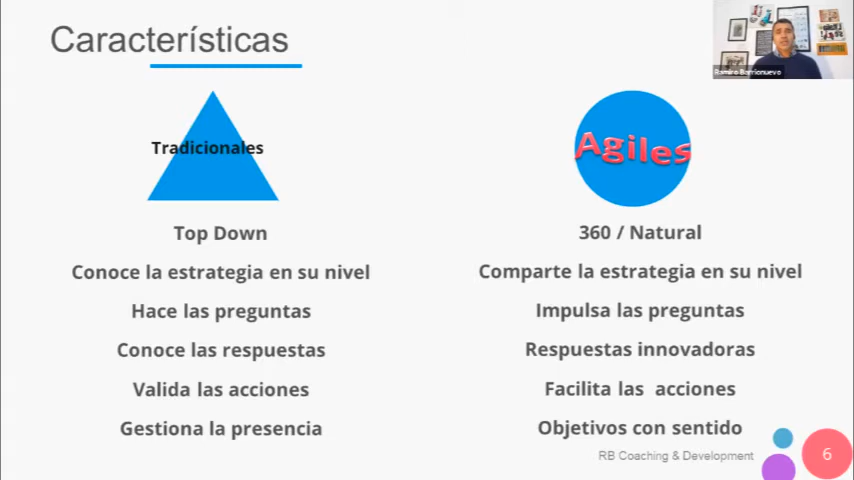 Características
Ramiro Barrionuevo
Tradicionales
Top Down
Conoce la estrategia en su nivel
Hace las preguntas
Conoce las respuestas
Valida las acciones
Gestiona la presencia
Agiles
360 / Natural
Comparte la estrategia en su nivel
Impulsa las preguntas
Respuestas innovadoras
Facilita las acciones
Objetivos con sentido
RB Coaching & Development
6